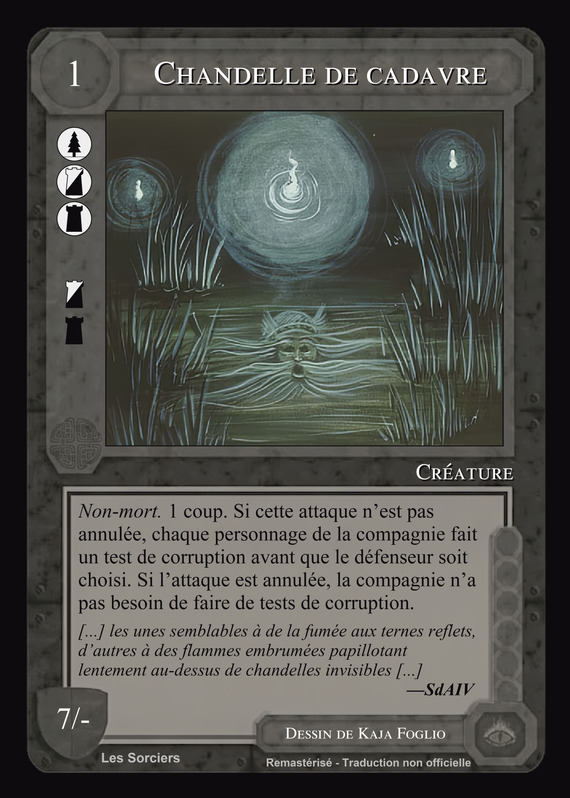 1
CHANDELLE DE CADAVRE
CRÉATURE
Non-mort. 1 coup. Si cette attaque n'est pas
annulée, chaque personnage de la compagnie fait
un test de corruption avant que le défenseur soit
choisi. Si l'attaque est annulée, la compagnie n'a
pas besoin de faire de tests de corruption.
[...] les unes semblables à de la fumée aux ternes reflets,
d'autres à des flammes embrumées papillotant
lentement au-dessus de chandelles invisibles [...]
—SdAIV
7/-
DESSIN DE KAJA FOGLIO
Les Sorciers
Remastérisé - Traduction non officielle